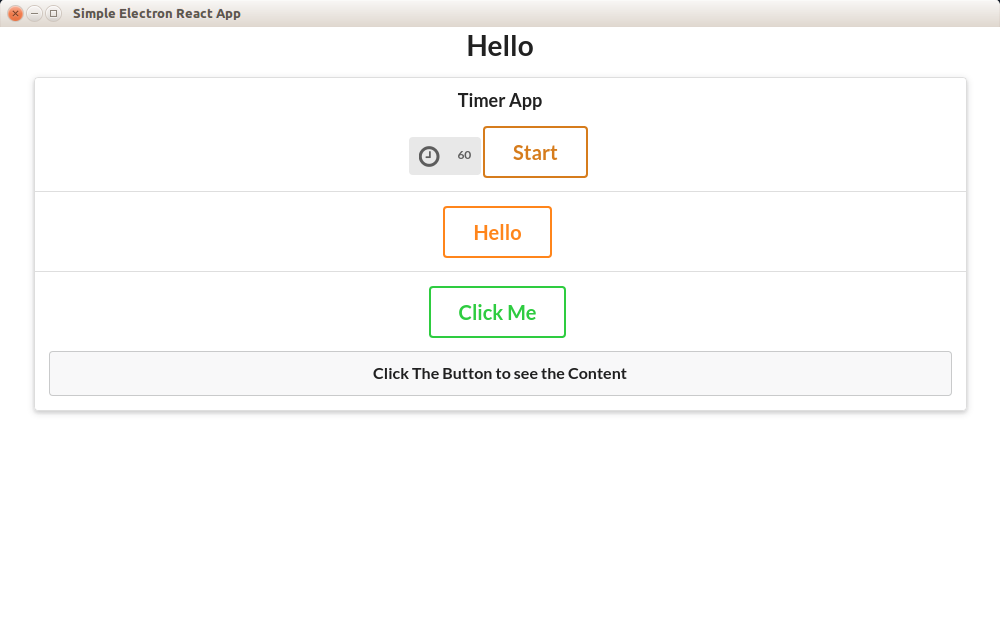 Simple Electron React App
Hello
Timer App
60 Start
Hello
Click Me
Click The Button to see the Content